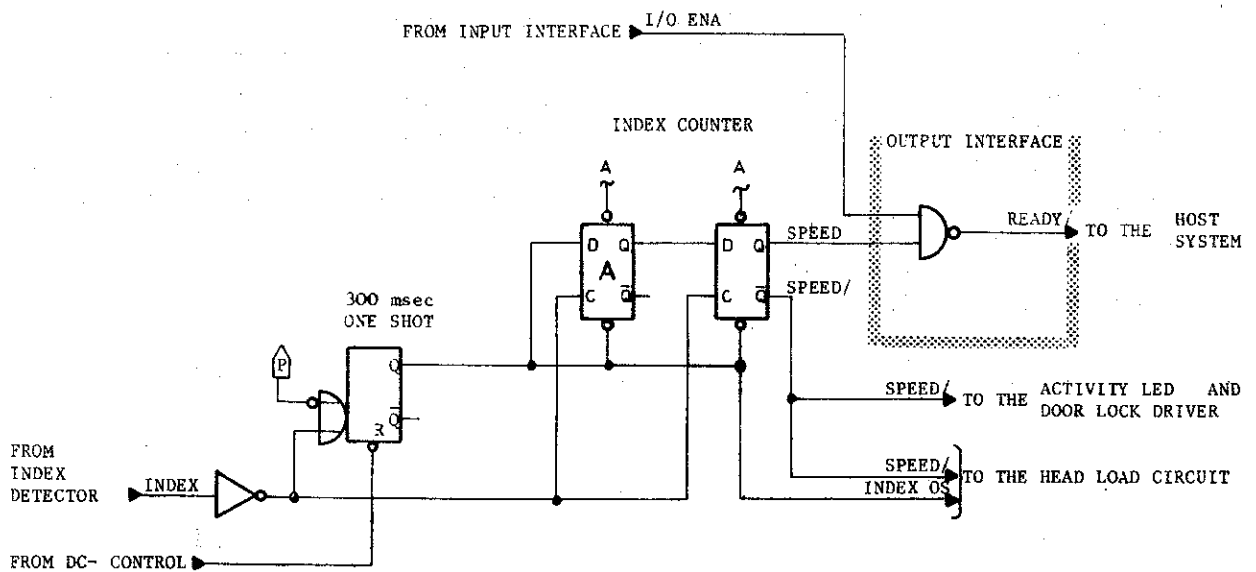 FROM INPUT INTERFACE
I/O ENA
INDEX COUNTER
OUTPUT INTERFACE
A
A
D Q
A
C Q̅
D Q
C Q̅
SPEED
SPEED/
READY/
TO THE HOST
SYSTEM
300 msec
ONE SHOT
P
Q
Q̅
R
SPEED/
TO THE ACTIVITY LED AND
DOOR LOCK DRIVER
FROM
INDEX
DETECTOR
INDEX
SPEED/
INDEX OS
TO THE HEAD LOAD CIRCUIT
FROM DC- CONTROL